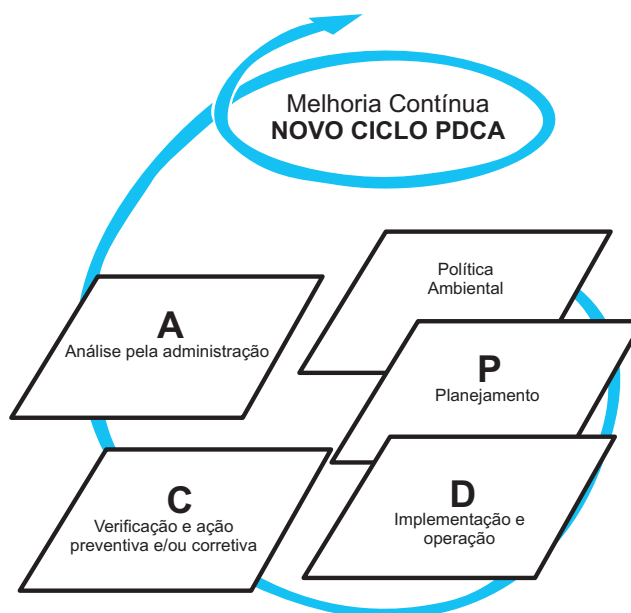 Melhoria Contínua
NOVO CICLO PDCA
Política
Ambiental
P
Planejamento
D
Implementação e
operação
C
Verificação e ação
preventiva e/ou corretiva
A
Análise pela administração